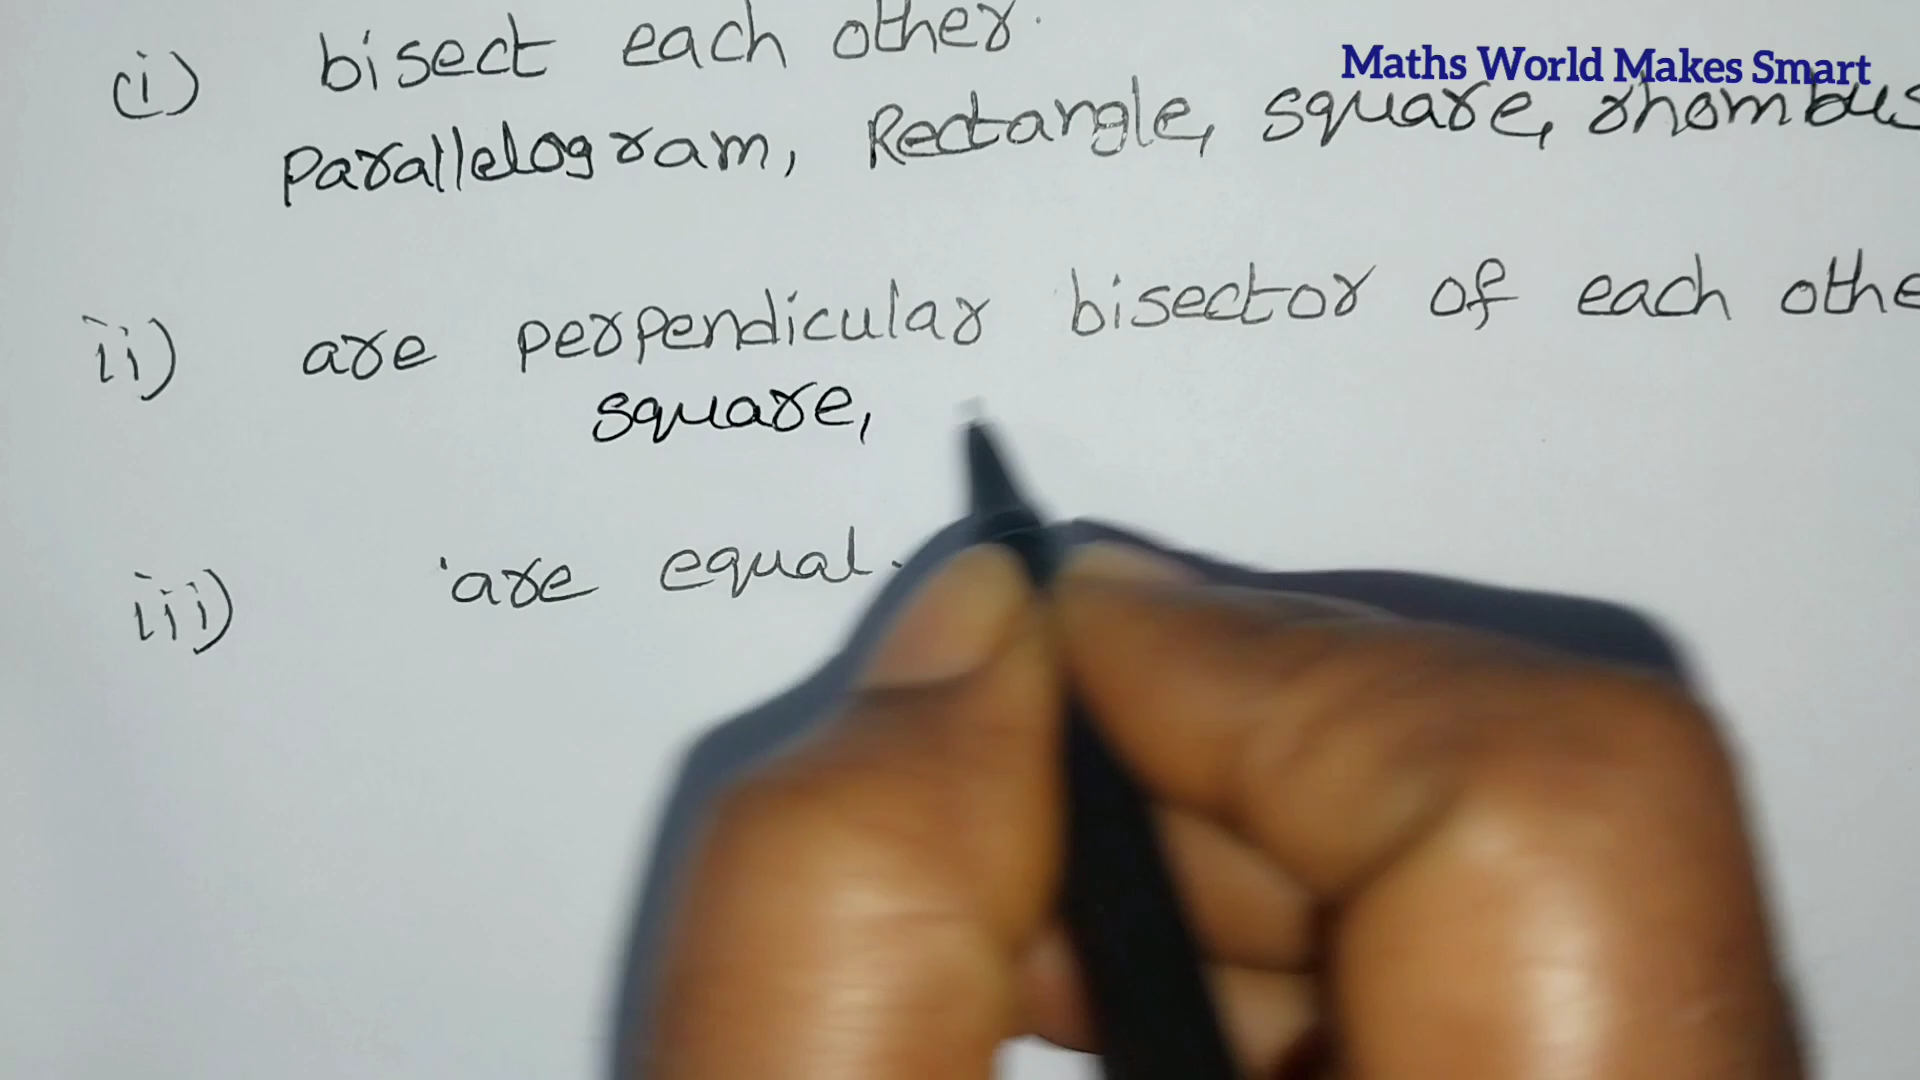 (i) bisect each other.
Maths World Makes Smart
parallelogram, Rectangle, square, rhombus
ii) are perpendicular bisector of each othe
square,
iii) are equal.